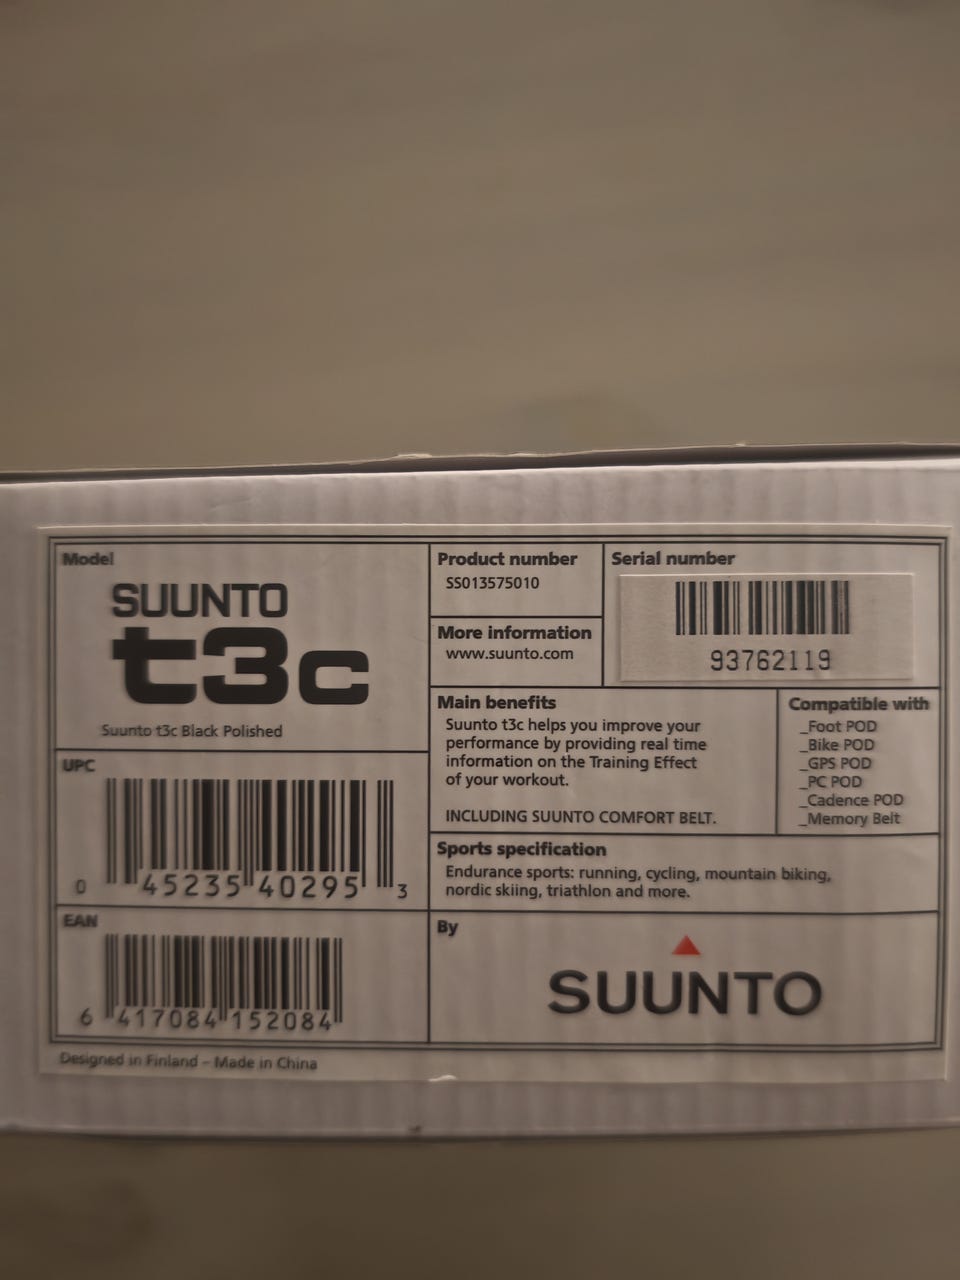 Model
SUUNTO
t3c
Suunto t3c Black Polished
UPC
0 45235 40295 3
EAN
6 417084 152084
Product number
SS013575010
More information
www.suunto.com
Serial number
93762119
Main benefits
Suunto t3c helps you improve your
performance by providing real time
information on the Training Effect
of your workout.
INCLUDING SUUNTO COMFORT BELT.
Compatible with
_Foot POD
_Bike POD
_GPS POD
_PC POD
_Cadence POD
_Memory Belt
Sports specification
Endurance sports: running, cycling, mountain biking,
nordic skiing, triathlon and more.
By
SUUNTO
Designed in Finland – Made in China